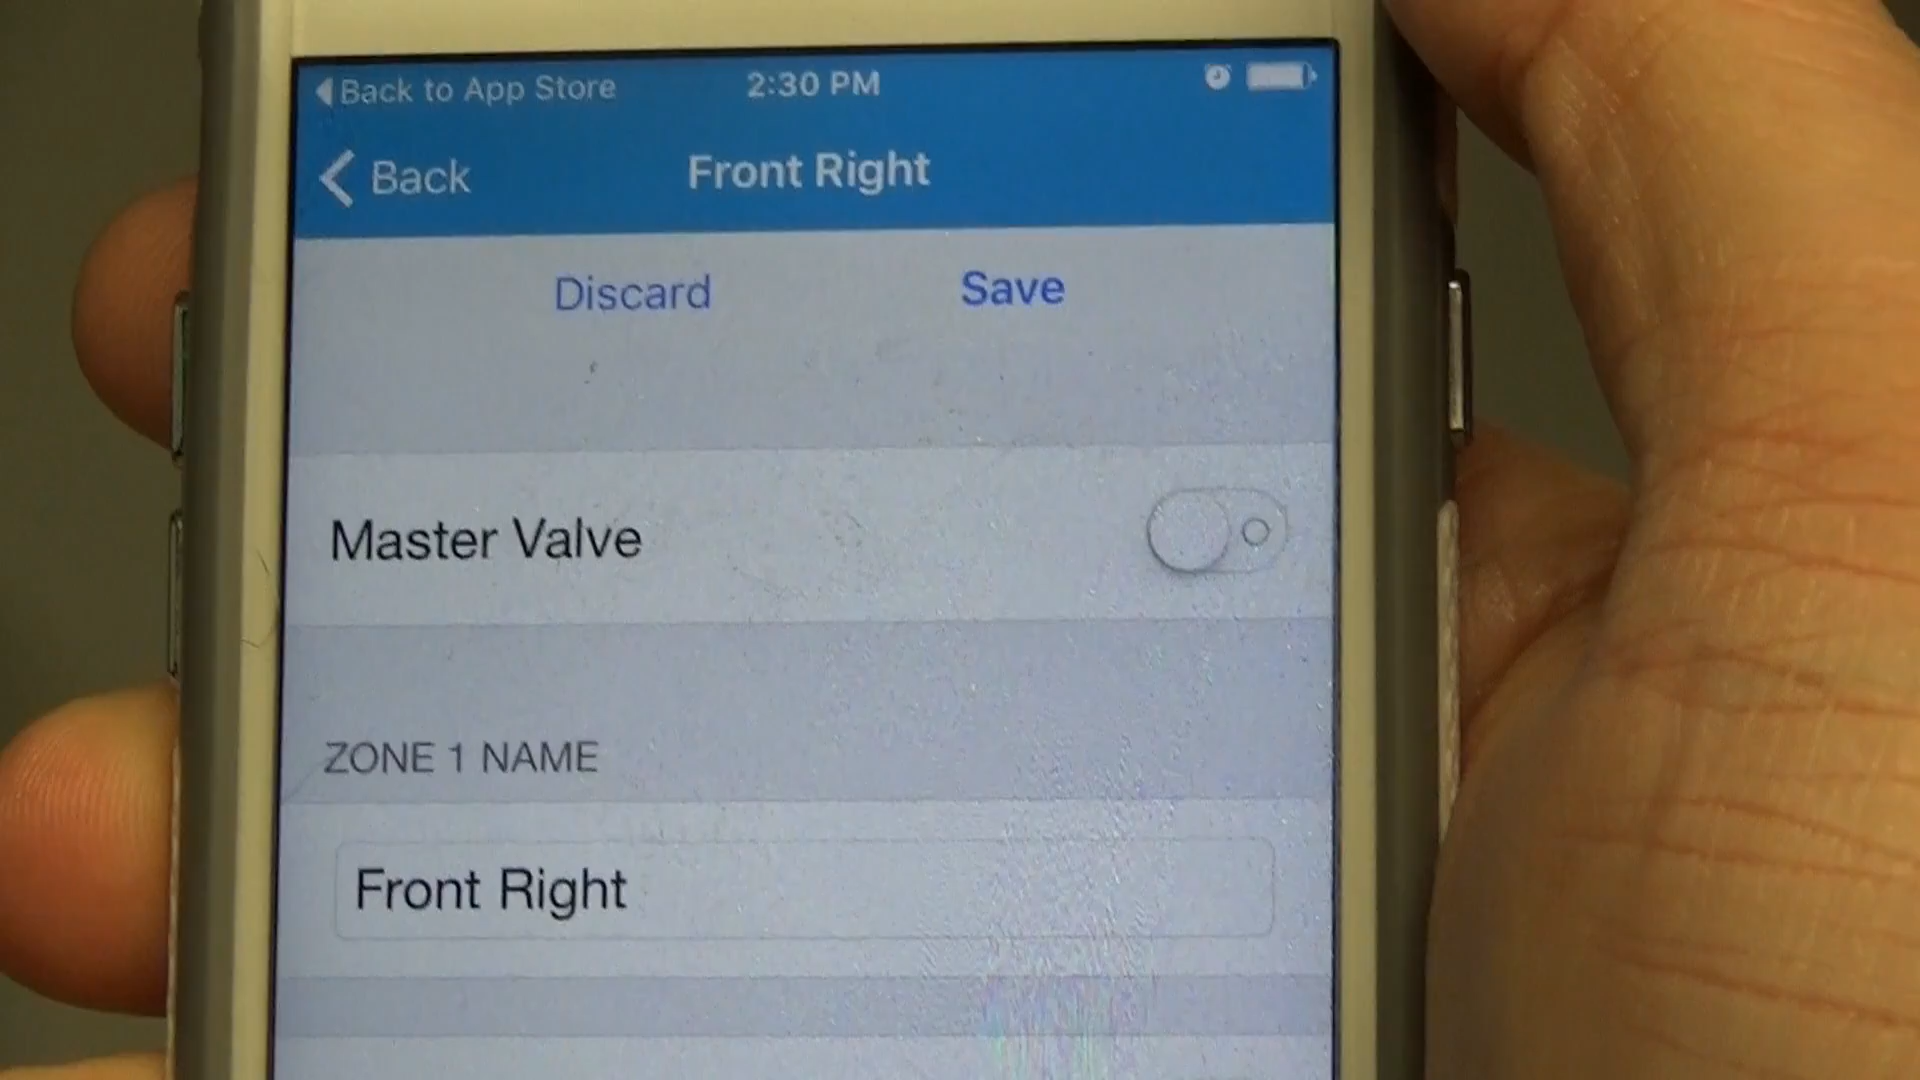 Back to App Store 2:30 PM
Back Front Right
Discard Save
Master Valve
ZONE 1 NAME
Front Right